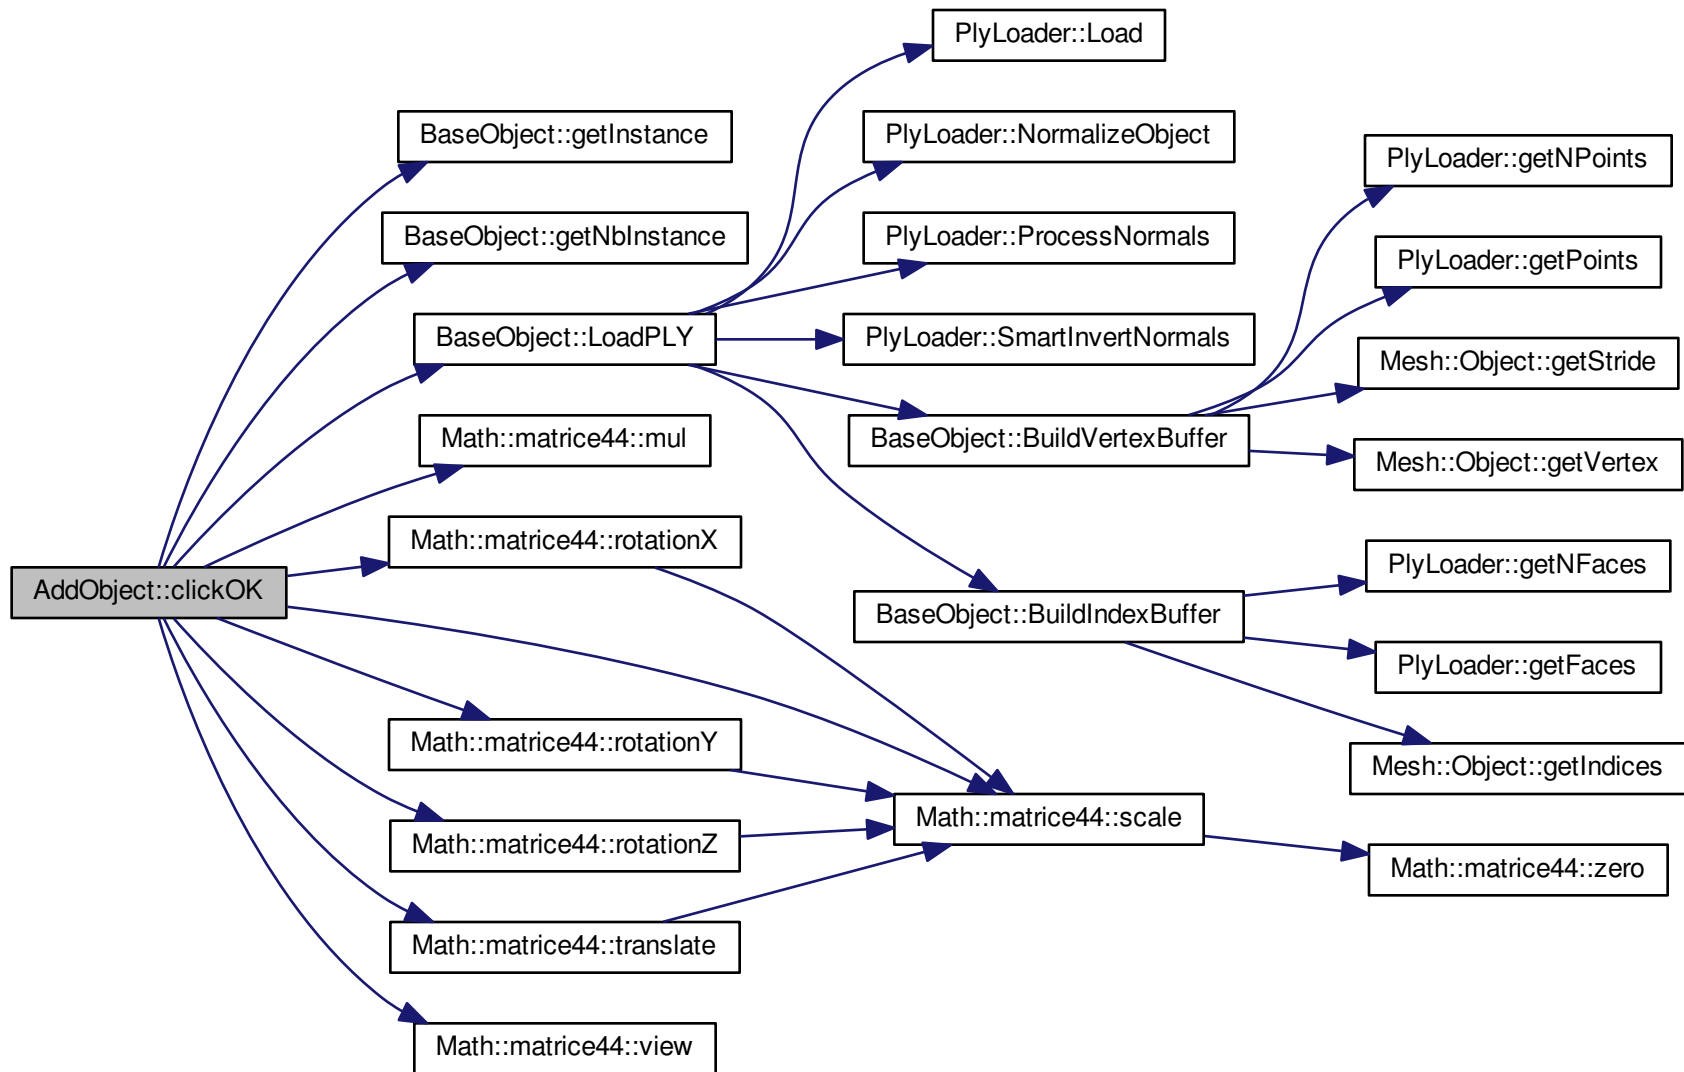 PlyLoader::Load
BaseObject::getInstance
PlyLoader::NormalizeObject
PlyLoader::getNPoints
BaseObject::getNbInstance
PlyLoader::ProcessNormals
PlyLoader::getPoints
BaseObject::LoadPLY
PlyLoader::SmartInvertNormals
Mesh::Object::getStride
Math::matrice44::mul
BaseObject::BuildVertexBuffer
Mesh::Object::getVertex
Math::matrice44::rotationX
PlyLoader::getNFaces
AddObject::clickOK
BaseObject::BuildIndexBuffer
PlyLoader::getFaces
Math::matrice44::rotationY
Mesh::Object::getIndices
Math::matrice44::scale
Math::matrice44::rotationZ
Math::matrice44::zero
Math::matrice44::translate
Math::matrice44::view